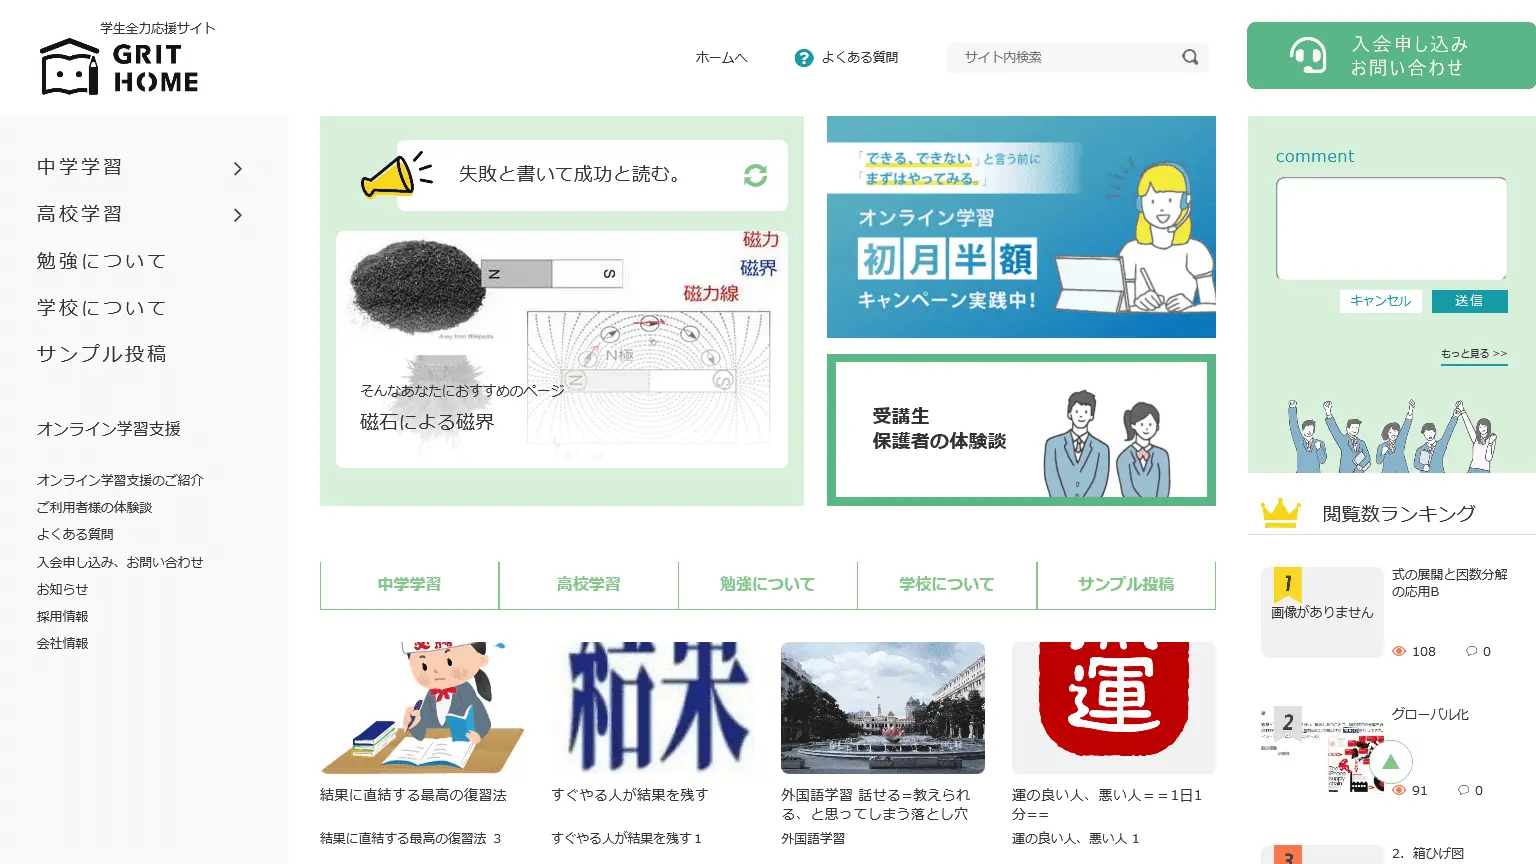 学生全力応援サイト
GRIT
HOME
ホームへ
よくある質問
サイト内検索
入会申し込み
お問い合わせ
中学学習
高校学習
勉強について
学校について
サンプル投稿
オンライン学習支援
オンライン学習支援のご紹介
ご利用者様の体験談
よくある質問
入会申し込み、お問い合わせ
お知らせ
採用情報
会社情報
失敗と書いて成功と読む。
磁力
磁界
磁力線
N
S
Away from Wikipedia
N極
N
S
そんなあなたにおすすめのページ
磁石による磁界
「できる、できない」と言う前に
「まずはやってみる。」
オンライン学習
初月半額
キャンペーン実践中!
受講生
保護者の体験談
comment
キャンセル
送信
もっと見る >>
閲覧数ランキング
1
画像がありません
式の展開と因数分解
の応用B
108
0
2
グローバル化
The
iPhone
supply
chain
91
0
3
2. 箱ひげ図
中学学習
高校学習
勉強について
学校について
サンプル投稿
結果
運
結果に直結する最高の復習法
結果に直結する最高の復習法 3
すぐやる人が結果を残す
すぐやる人が結果を残す1
外国語学習 話せる=教えられ
る、と思ってしまう落とし穴
外国語学習
運の良い人、悪い人==1日1
分==
運の良い人、悪い人 1